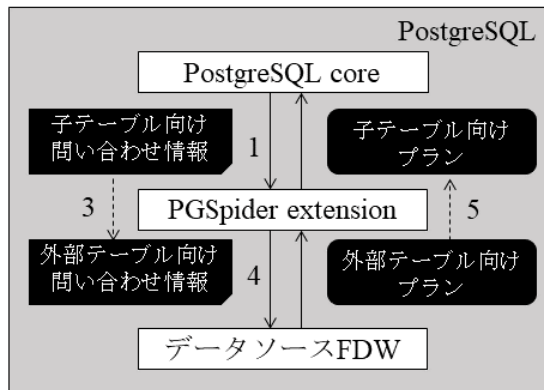 PostgreSQL
PostgreSQL core
子テーブル向け
問い合わせ情報
1
子テーブル向け
プラン
3
PGSpider extension
5
外部テーブル向け
問い合わせ情報
4
外部テーブル向け
プラン
データソースFDW